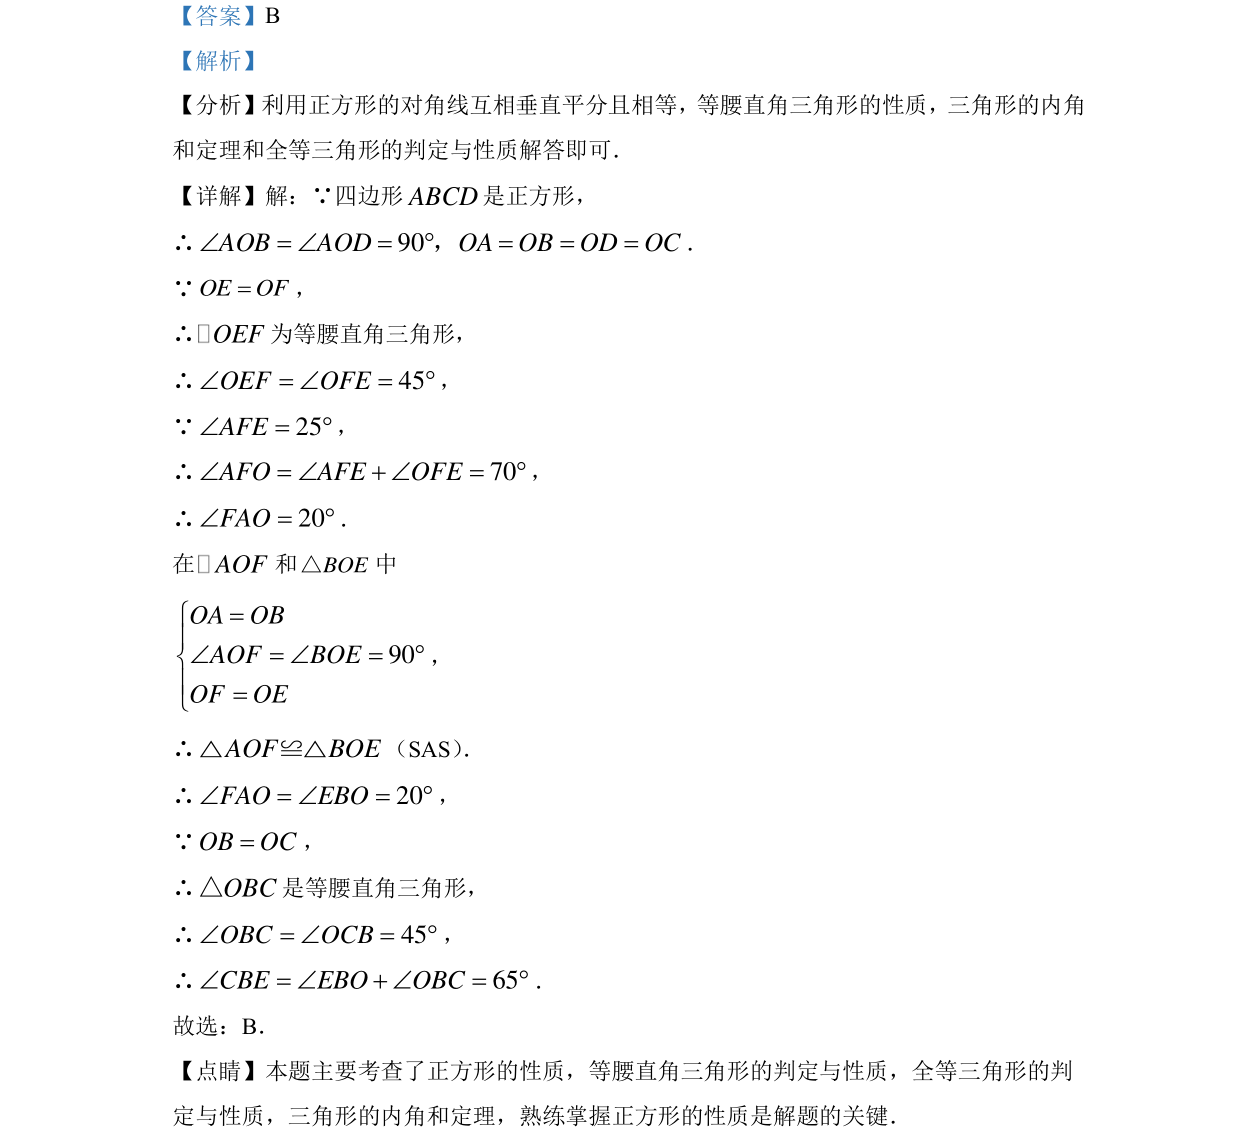 【答案】B
【解析】
【分析】利用正方形的对角线互相垂直平分且相等，等腰直角三角形的性质，三角形的内角
和定理和全等三角形的判定与性质解答即可．
【详解】解：∵四边形 ABCD 是正方形，
∴∠AOB = ∠AOD = 90°，OA = OB = OD = OC．
∵OE = OF，
∴□OEF 为等腰直角三角形，
∴∠OEF = ∠OFE = 45°，
∵∠AFE = 25°，
∴∠AFO = ∠AFE + ∠OFE = 70°，
∴∠FAO = 20°．
在□AOF 和△BOE 中
{OA = OB
∠AOF = ∠BOE = 90°，
OF = OE
∴△AOF≌△BOE（SAS）．
∴∠FAO = ∠EBO = 20°，
∵OB = OC，
∴△OBC 是等腰直角三角形，
∴∠OBC = ∠OCB = 45°，
∴∠CBE = ∠EBO + ∠OBC = 65°．
故选：B．
【点睛】本题主要考查了正方形的性质，等腰直角三角形的判定与性质，全等三角形的判
定与性质，三角形的内角和定理，熟练掌握正方形的性质是解题的关键．